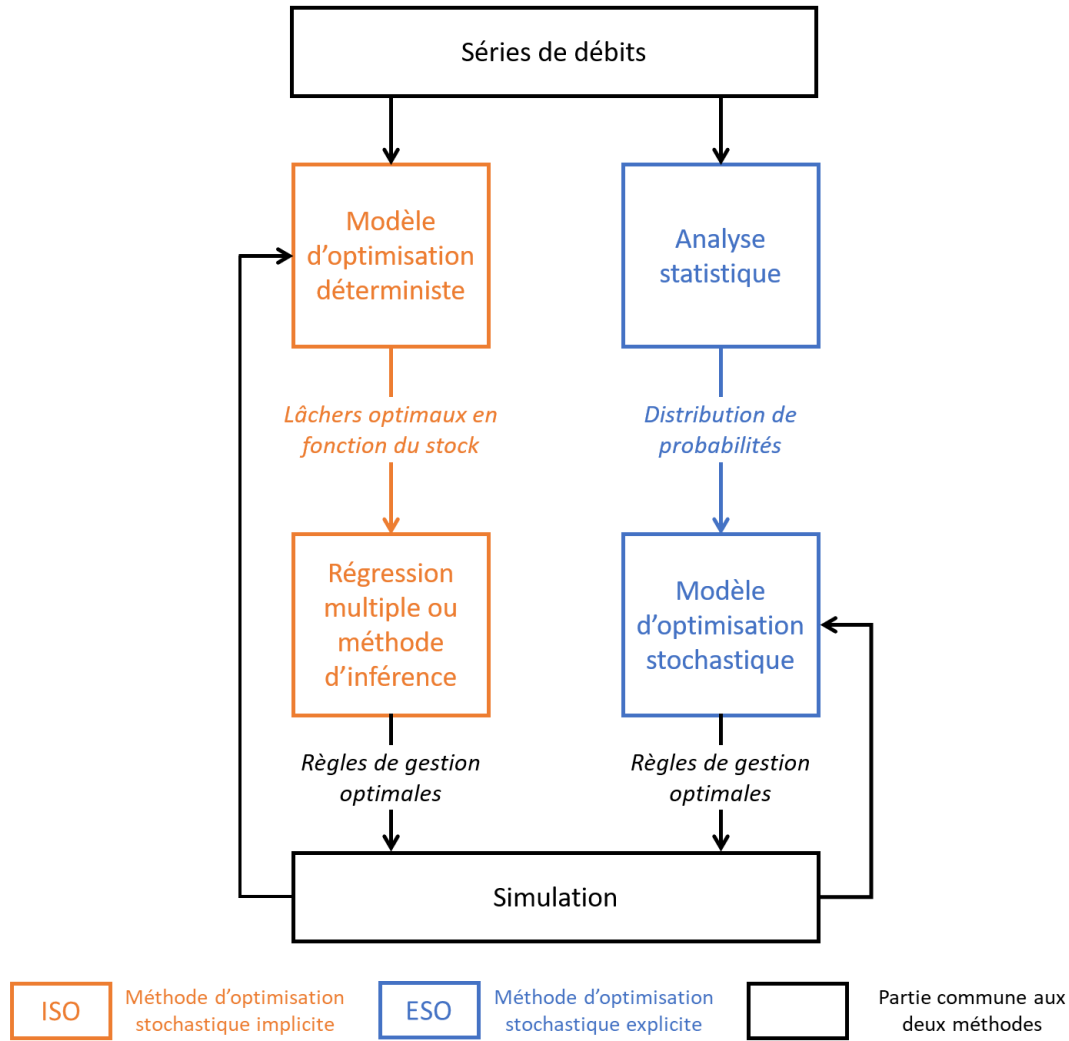 Séries de débits
Modèle
d’optimisation
déterministe
Analyse
statistique
Lâchers optimaux en
fonction du stock
Distribution de
probabilités
Régression
multiple ou
méthode
d’inférence
Modèle
d’optimisation
stochastique
Règles de gestion
optimales
Règles de gestion
optimales
Simulation
ISO
Méthode d’optimisation
stochastique implicite
ESO
Méthode d’optimisation
stochastique explicite
Partie commune aux
deux méthodes